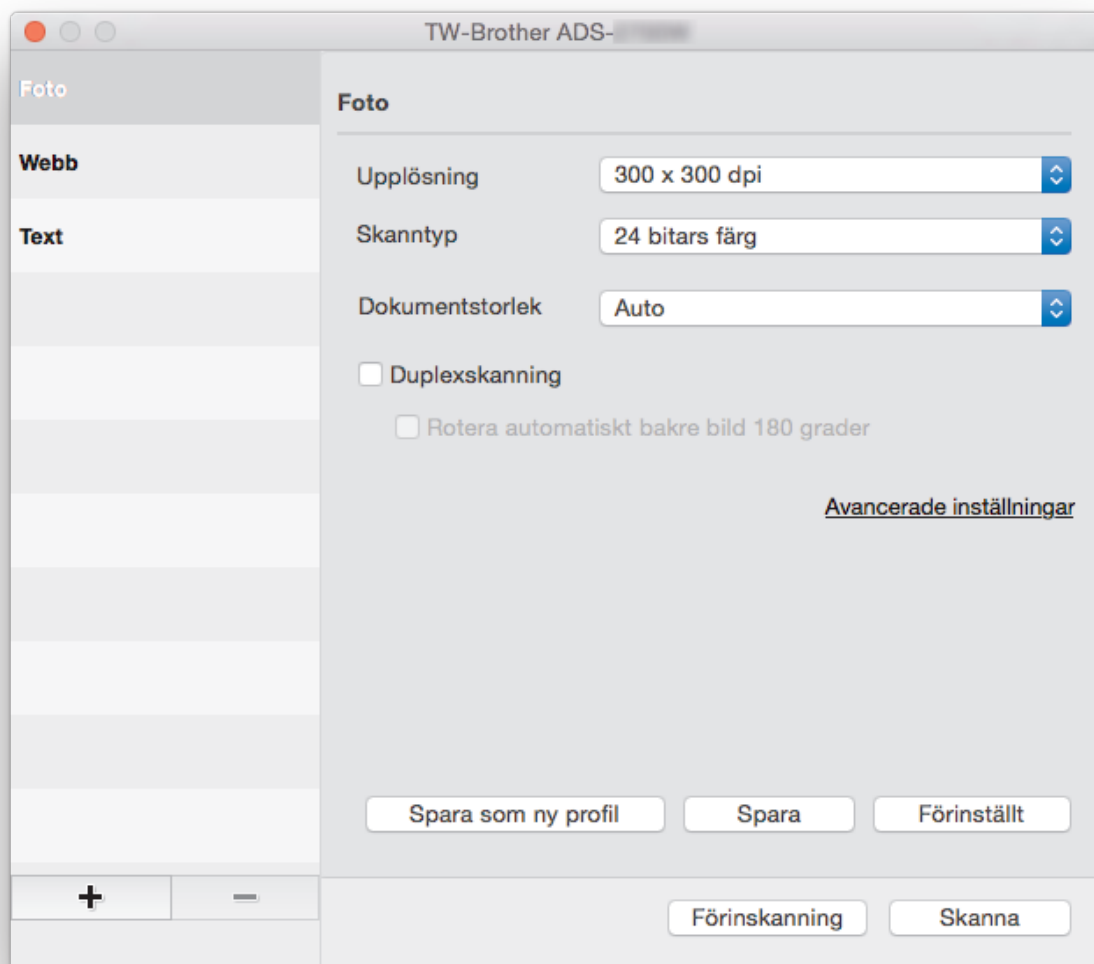 TW-Brother ADS-
Foto
Webb
Text
Foto
Upplösning 300 x 300 dpi
Skanntyp 24 bitars färg
Dokumentstorlek Auto
Duplexskanning
Rotera automatiskt bakre bild 180 grader
Avancerade inställningar
Spara som ny profil Spara Förinställt
+ −
Förinskanning Skanna